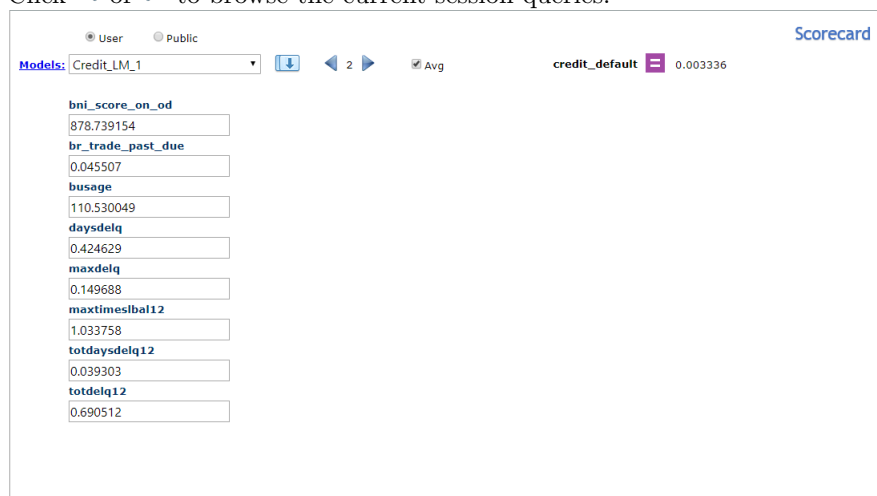 User Public Scorecard
Models: Credit_LM_1 2 Avg credit_default = 0.003336
bni_score_on_od
878.739154
br_trade_past_due
0.045507
busage
110.530049
daysdelq
0.424629
maxdelq
0.149688
maxtimeslbal12
1.033758
totdaysdelq12
0.039303
totdelq12
0.690512